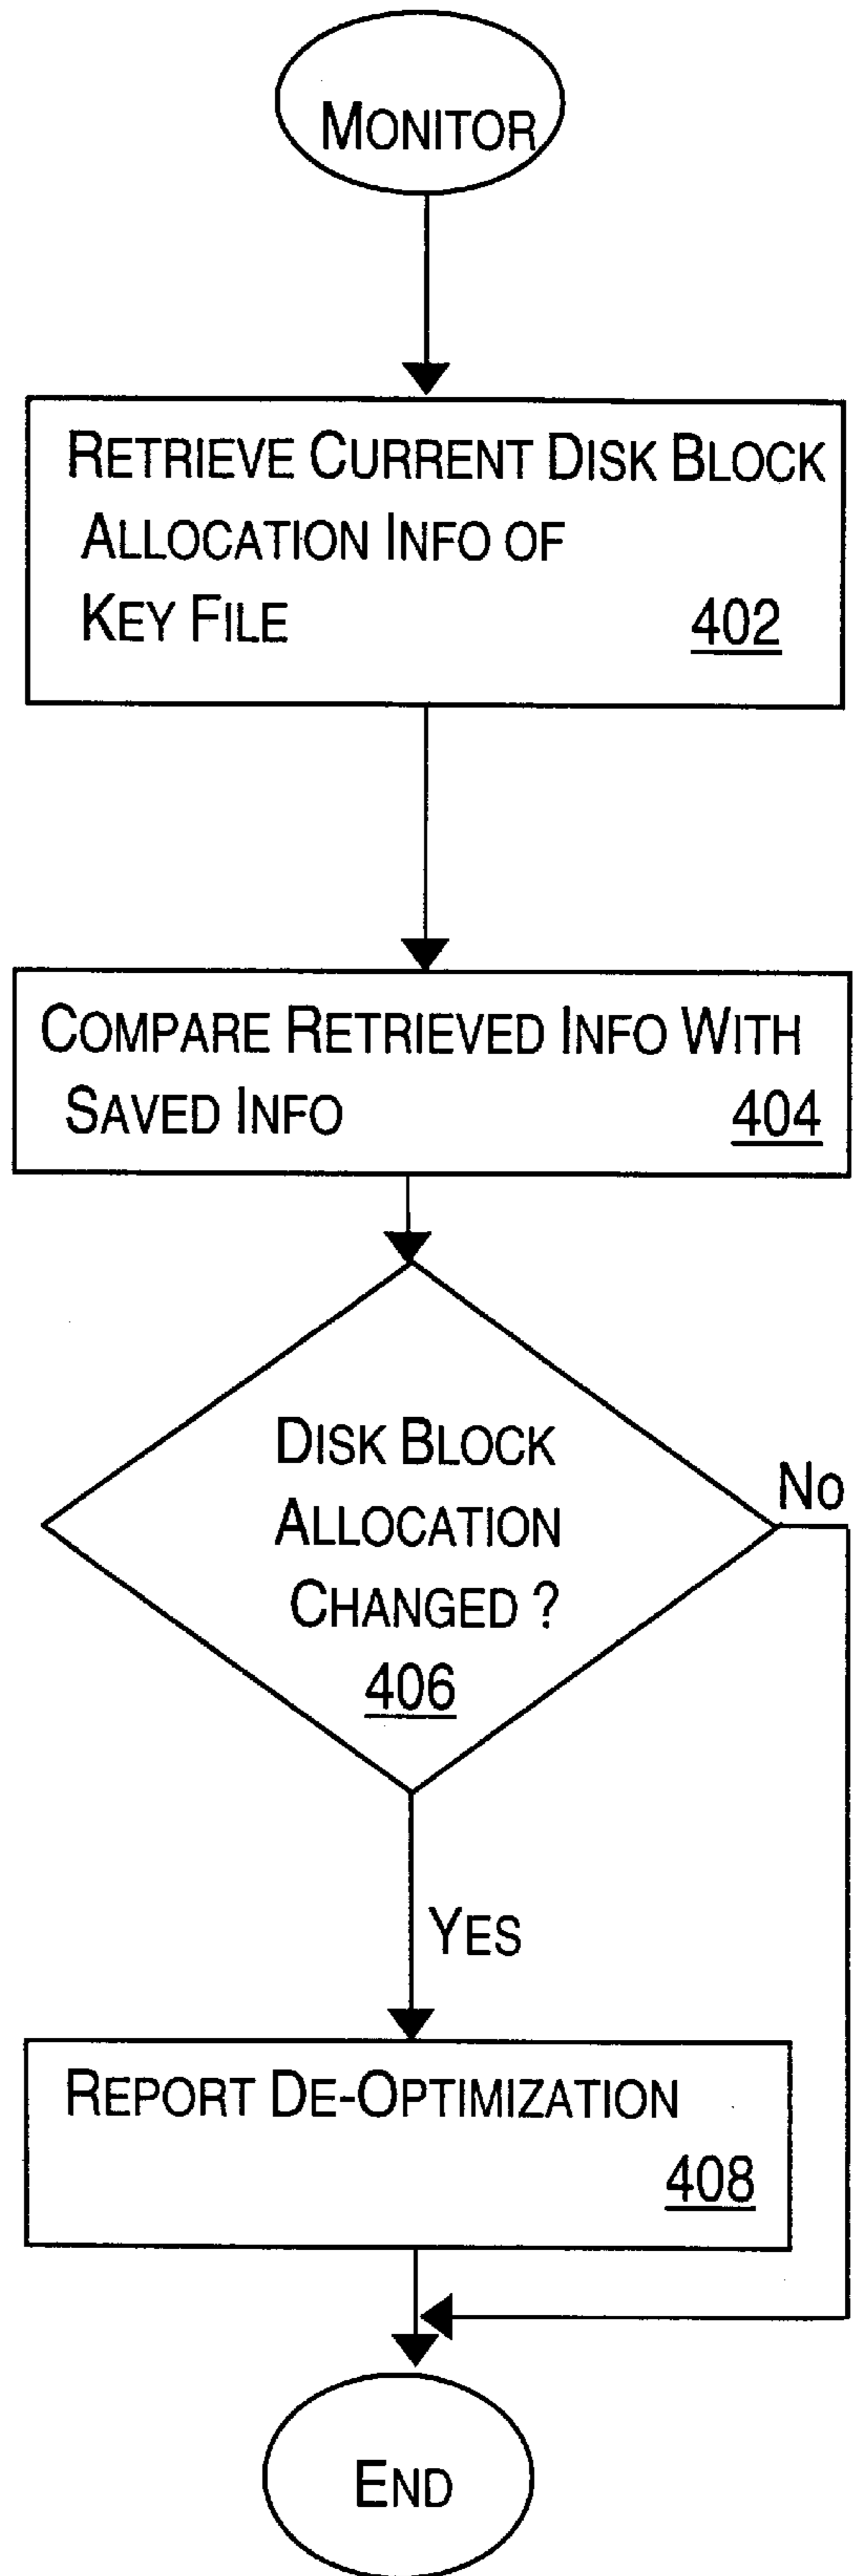 MONITOR
RETRIEVE CURRENT DISK BLOCK
ALLOCATION INFO OF
KEY FILE 402
COMPARE RETRIEVED INFO WITH
SAVED INFO 404
DISK BLOCK
ALLOCATION
CHANGED ?
406
NO
YES
REPORT DE-OPTIMIZATION
408
END